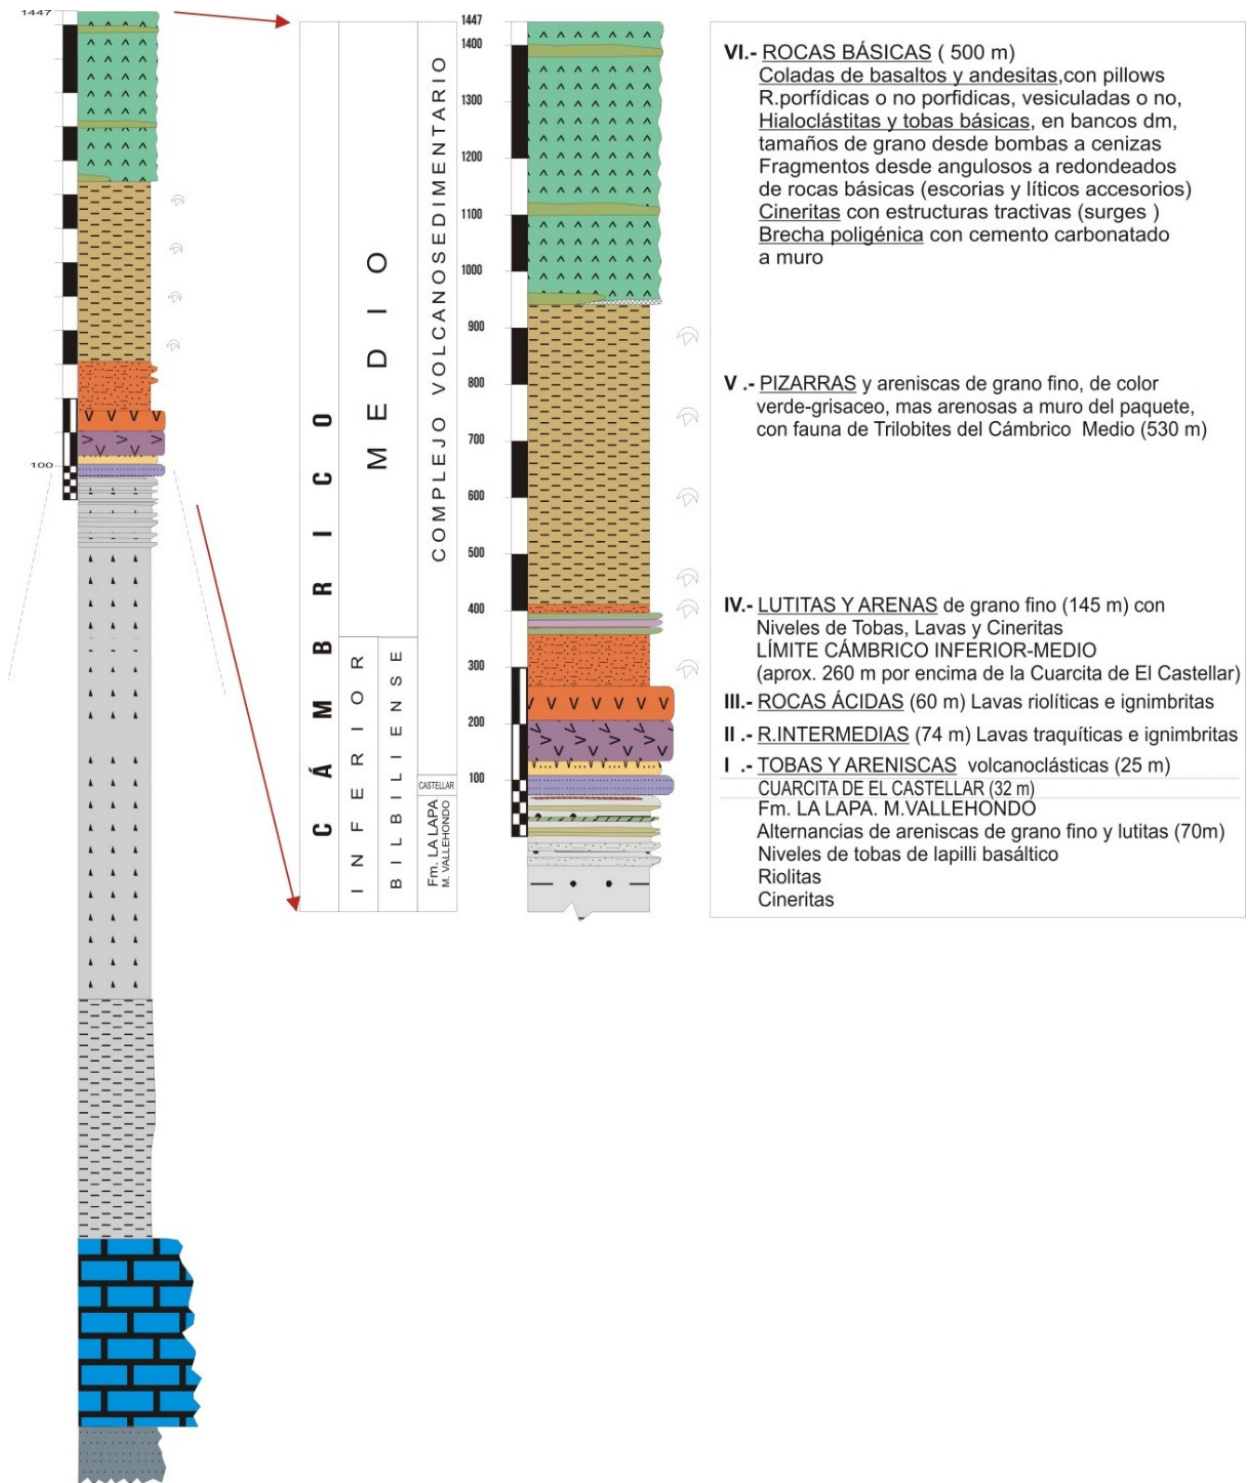 1447
100
CÁMBRICO
MEDIO
INFERIOR
BILBILIENSE
COMPLEJO VOLCANOSEDIMENTARIO
CASTELLAR
Fm. LA LAPA
M. VALLEHONDO
1447
1400
1300
1200
1100
1000
900
800
700
600
500
400
300
200
100
VI.- ROCAS BÁSICAS ( 500 m)
Coladas de basaltos y andesitas,con pillows
R.porfídicas o no porfidicas, vesiculadas o no,
Hialoclástitas y tobas básicas, en bancos dm,
tamaños de grano desde bombas a cenizas
Fragmentos desde angulosos a redondeados
de rocas básicas (escorias y líticos accesorios)
Cineritas con estructuras tractivas (surges )
Brecha poligénica con cemento carbonatado
a muro
V .- PIZARRAS y areniscas de grano fino, de color
verde-grisaceo, mas arenosas a muro del paquete,
con fauna de Trilobites del Cámbrico Medio (530 m)
IV.- LUTITAS Y ARENAS de grano fino (145 m) con
Niveles de Tobas, Lavas y Cineritas
LÍMITE CÁMBRICO INFERIOR-MEDIO
(aprox. 260 m por encima de la Cuarcita de El Castellar)
III.- ROCAS ÁCIDAS (60 m) Lavas riolíticas e ignimbritas
II .- R.INTERMEDIAS (74 m) Lavas traquíticas e ignimbritas
I .- TOBAS Y ARENISCAS volcanoclásticas (25 m)
CUARCITA DE EL CASTELLAR (32 m)
Fm. LA LAPA. M.VALLEHONDO
Alternancias de areniscas de grano fino y lutitas (70m)
Niveles de tobas de lapilli basáltico
Riolitas
Cineritas